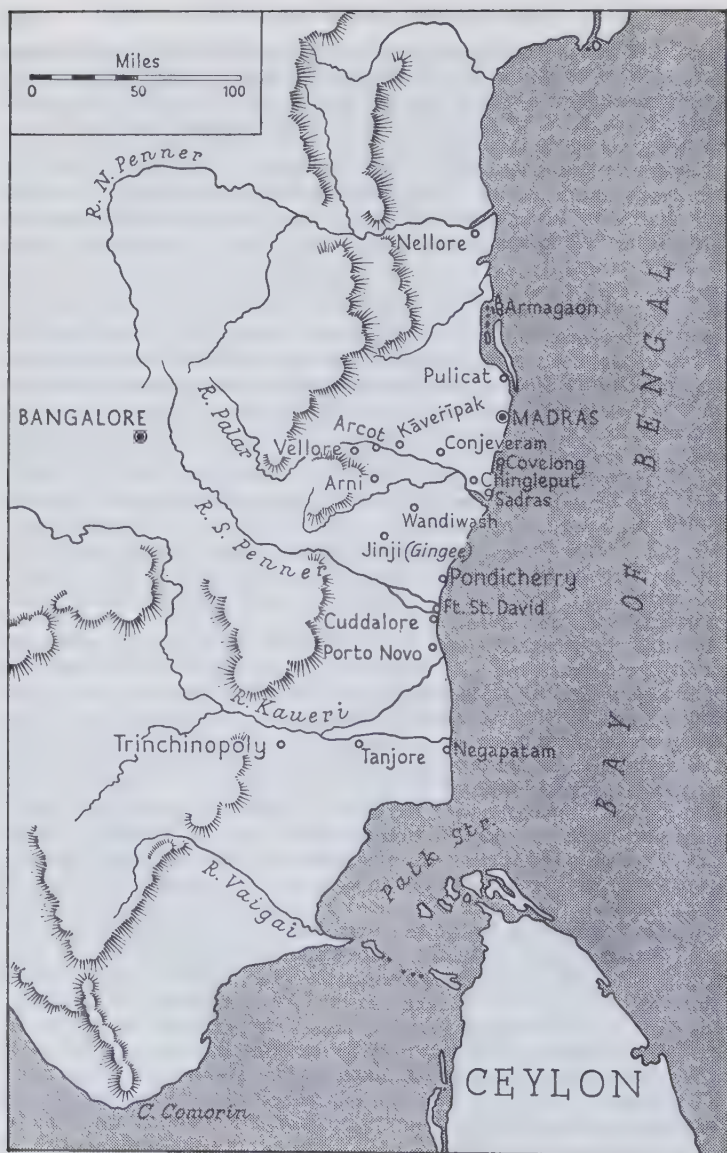 Miles
0 50 100
R. N. Penner
Nellore
Armagaon
Pulicat
BANGALORE
MADRAS
R. Palar
Arcot
Kāverīpak
Vellore
Conjeveram
Covelong
Arni
Chingleput
Sadras
Wandiwash
Jinji (Gingee)
R. S. Penner
Pondicherry
Ft. St. David
Cuddalore
Porto Novo
R. Kaueri
Trinchinopoly
Tanjore
Negapatam
BAY OF BENGAL
Palk Str.
R. Vaigai
CEYLON
C. Comorin